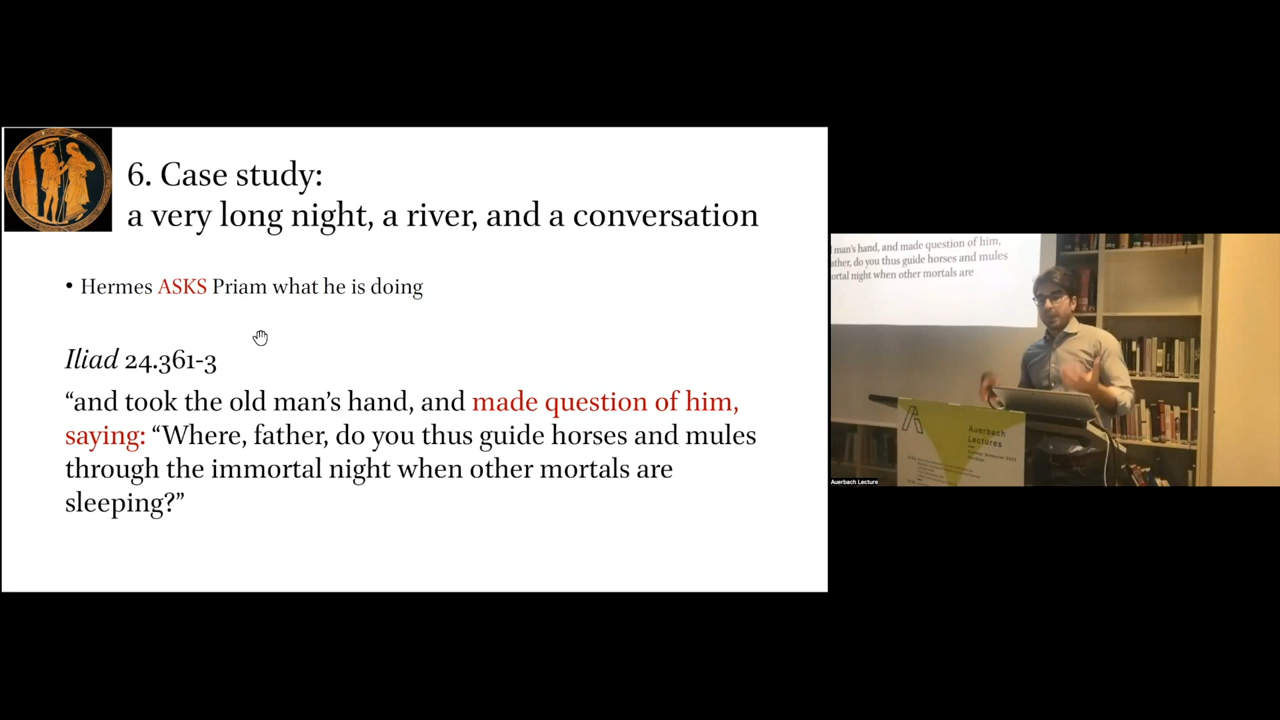 6. Case study:
a very long night, a river, and a conversation
• Hermes ASKS Priam what he is doing
Iliad 24.361-3
“and took the old man’s hand, and made question of him,
saying: “Where, father, do you thus guide horses and mules
through the immortal night when other mortals are
sleeping?”
man’s hand, and made question of him,
father, do you thus guide horses and mules
mortal night when other mortals are
Auerbach
Lectures
Auerbach Lecture